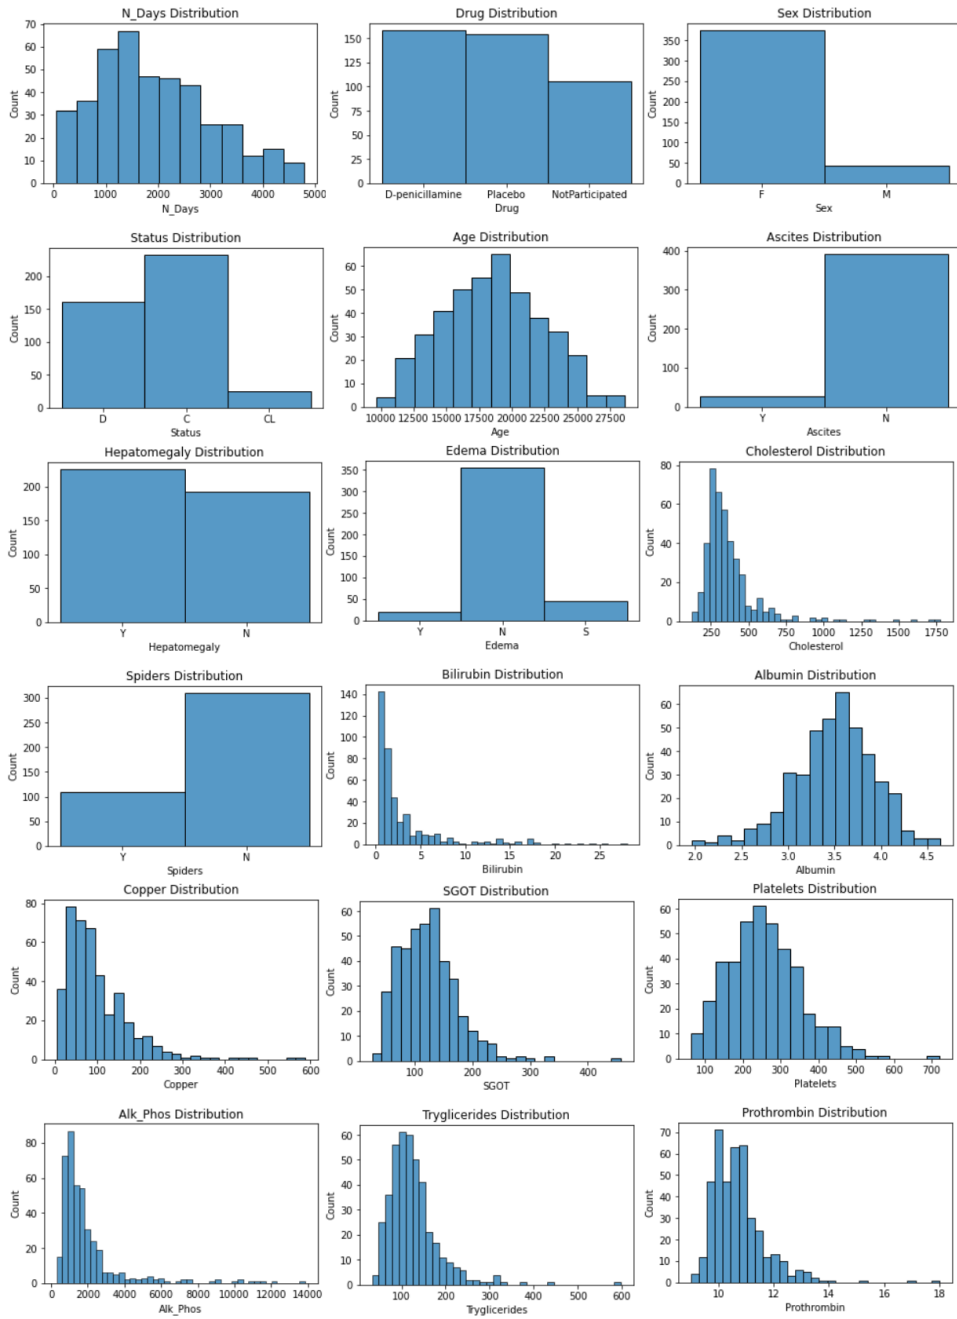 N_Days Distribution
Count
70
60
50
40
30
20
10
0
0 1000 2000 3000 4000 5000
N_Days
Drug Distribution
Count
150
125
100
75
50
25
0
D-penicillamine Placebo NotParticipated
Drug
Sex Distribution
Count
350
300
250
200
150
100
50
0
F M
Sex
Status Distribution
Count
200
150
100
50
0
D C CL
Status
Age Distribution
Count
60
50
40
30
20
10
0
10000 12500 15000 17500 20000 22500 25000 27500
Age
Ascites Distribution
Count
400
300
200
100
0
Y N
Ascites
Hepatomegaly Distribution
Count
200
150
100
50
0
Y N
Hepatomegaly
Edema Distribution
Count
350
300
250
200
150
100
50
0
Y N S
Edema
Cholesterol Distribution
Count
80
60
40
20
0
250 500 750 1000 1250 1500 1750
Cholesterol
Spiders Distribution
Count
300
250
200
150
100
50
0
Y N
Spiders
Bilirubin Distribution
Count
140
120
100
80
60
40
20
0
0 5 10 15 20 25
Bilirubin
Albumin Distribution
Count
60
50
40
30
20
10
0
2.0 2.5 3.0 3.5 4.0 4.5
Albumin
Copper Distribution
Count
80
60
40
20
0
0 100 200 300 400 500 600
Copper
SGOT Distribution
Count
60
50
40
30
20
10
0
100 200 300 400
SGOT
Platelets Distribution
Count
60
50
40
30
20
10
0
100 200 300 400 500 600 700
Platelets
Alk_Phos Distribution
Count
80
60
40
20
0
0 2000 4000 6000 8000 10000 12000 14000
Alk_Phos
Tryglicerides Distribution
Count
60
50
40
30
20
10
0
100 200 300 400 500 600
Tryglicerides
Prothrombin Distribution
Count
70
60
50
40
30
20
10
0
10 12 14 16 18
Prothrombin